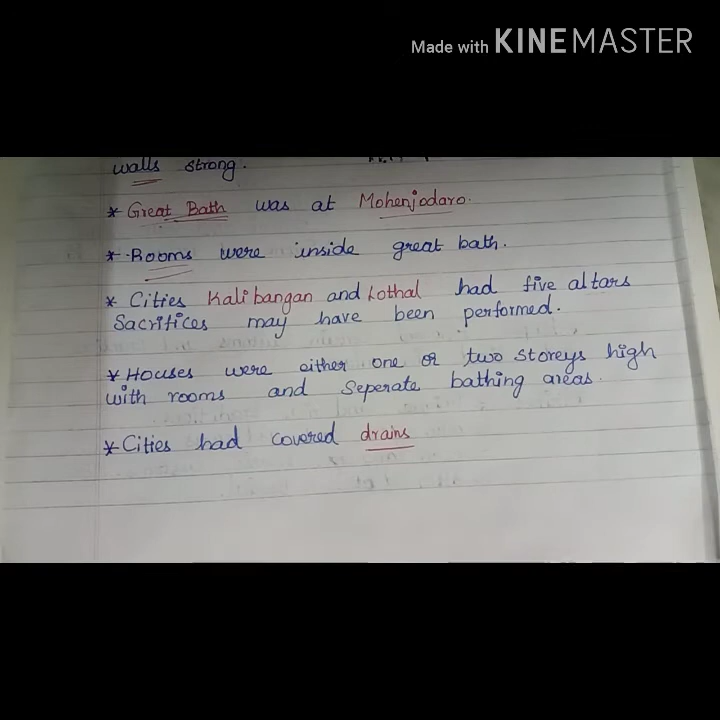 Made with KINEMASTER
walls strong.
* Great Bath was at Mohenjodaro.
* Rooms were inside great bath.
* Cities Kalibangan and Lothal had five altars
Sacrifices may have been performed.
* Houses were either one or two storeys high
with rooms and Seperate bathing areas.
* Cities had covered drains